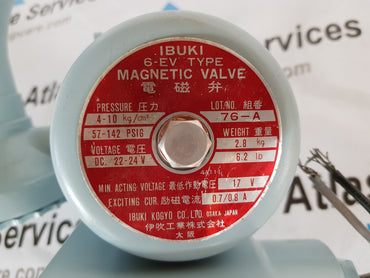 IBUKI
6-EV TYPE
MAGNETIC VALVE
電磁弁
PRESSURE 圧力
4-10 kg/cm²
57-142 PSIG
VOLTAGE 電圧
DC. 22-24 V
LOT.NO. 組番
76-A
WEIGHT 重量
2.8 kg
6.2 lb
MIN ACTING VOLTAGE 最低作動電圧 17 V
EXCITING CUR. 励磁電流 0.7/0.8 A
IBUKI KOGYO CO., LTD. OSAKA JAPAN
伊吹工業株式会社
大阪
Atlas
Services